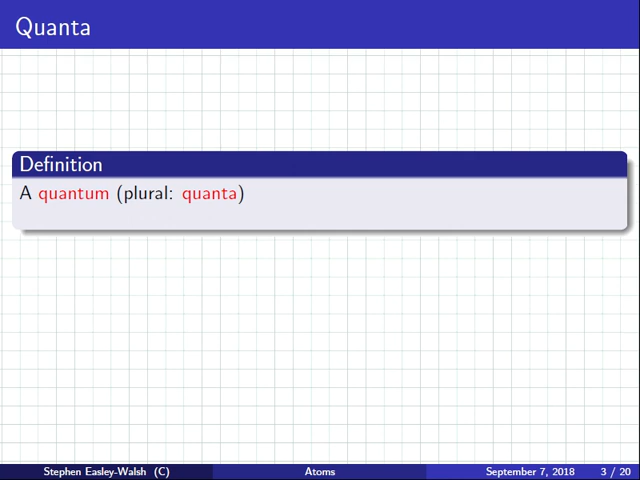 Quanta
Definition
A quantum (plural: quanta)
Stephen Easley-Walsh (C) Atoms September 7, 2018 3 / 20